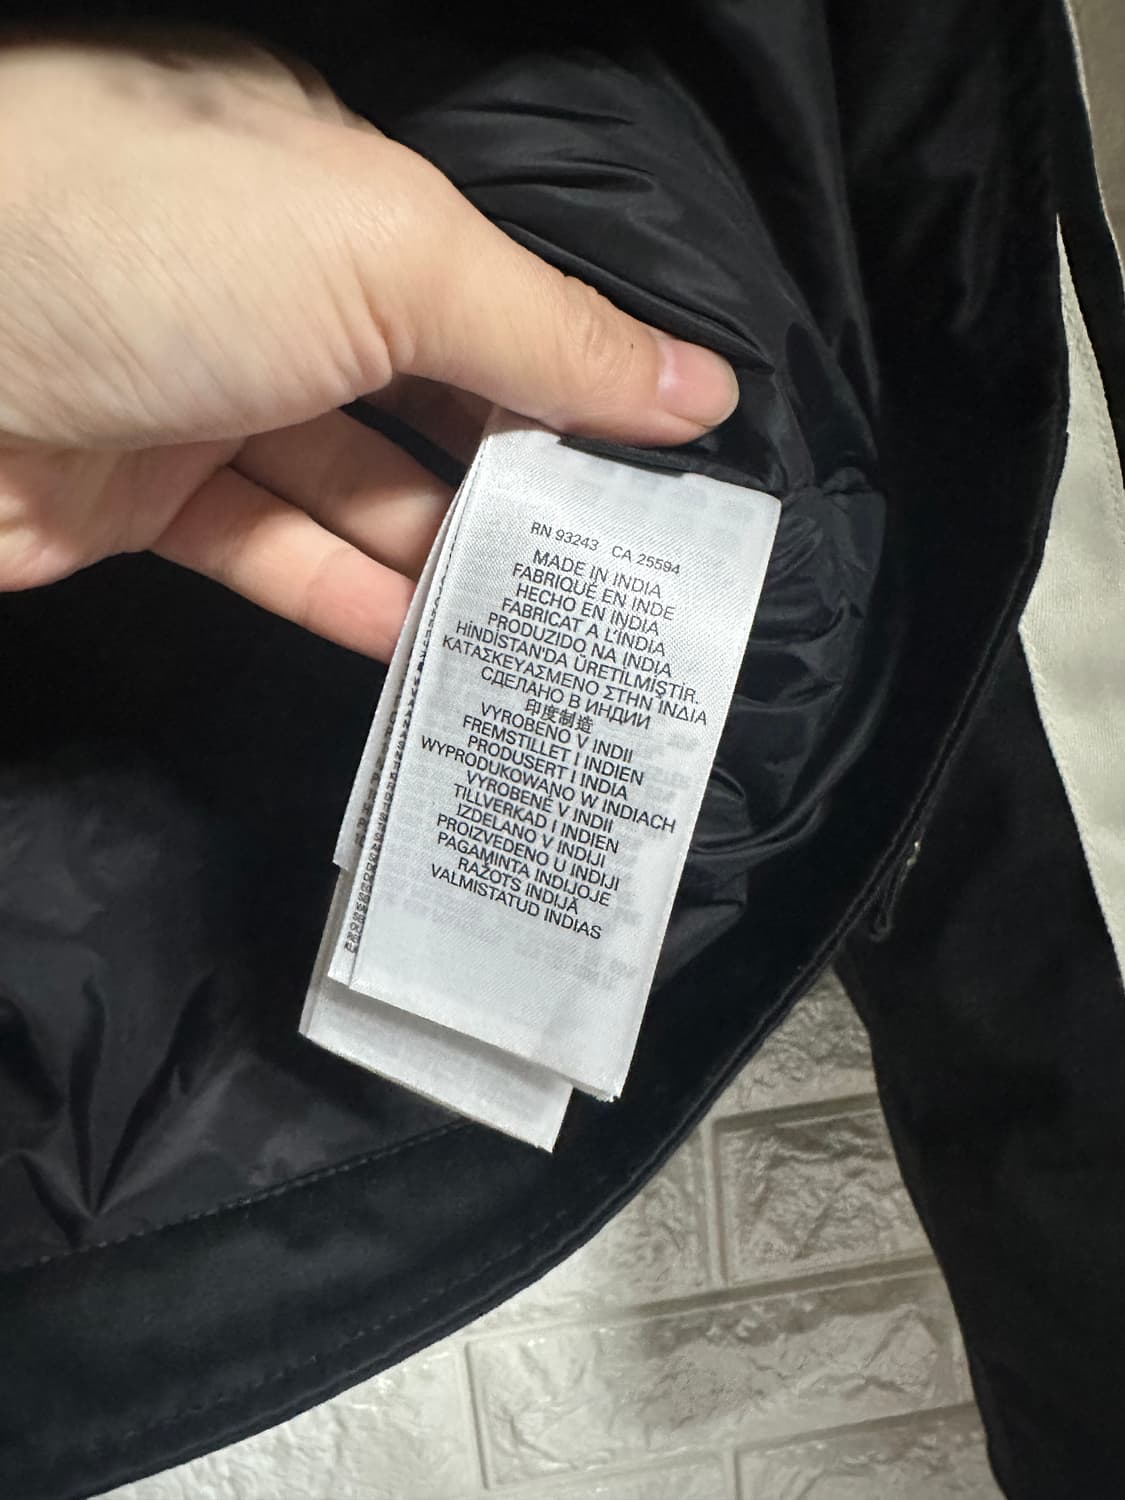 RN 93243 CA 25594
MADE IN INDIA
FABRIQUÉ EN INDE
HECHO EN INDIA
FABRICAT A L'ÍNDIA
PRODUZIDO NA ÍNDIA
HİNDİSTAN'DA ÜRETİLMİŞTİR.
ΚΑΤΑΣΚΕΥΑΣΜΕΝΟ ΣΤΗΝ ΙΝΔΙΑ
СДЕЛАНО В ИНДИИ
印度制造
VYROBENO V INDII
FREMSTILLET I INDIEN
PRODUSERT I INDIA
WYPRODUKOWANO W INDIACH
VYROBENÉ V INDII
TILLVERKAD I INDIEN
IZDELANO V INDIJI
PROIZVEDENO U INDIJI
PAGAMINTA INDIJOJE
RAŽOTS INDIJĀ
VALMISTATUD INDIAS